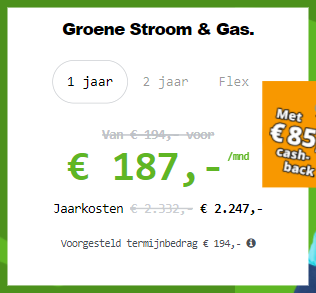 Groene Stroom & Gas.
1 jaar 2 jaar Flex
Van € 194,- voor
€ 187,- /mnd
Met
€ 85
cash-
back
Jaarkosten € 2.332,- € 2.247,-
Voorgesteld termijnbedrag € 194,-